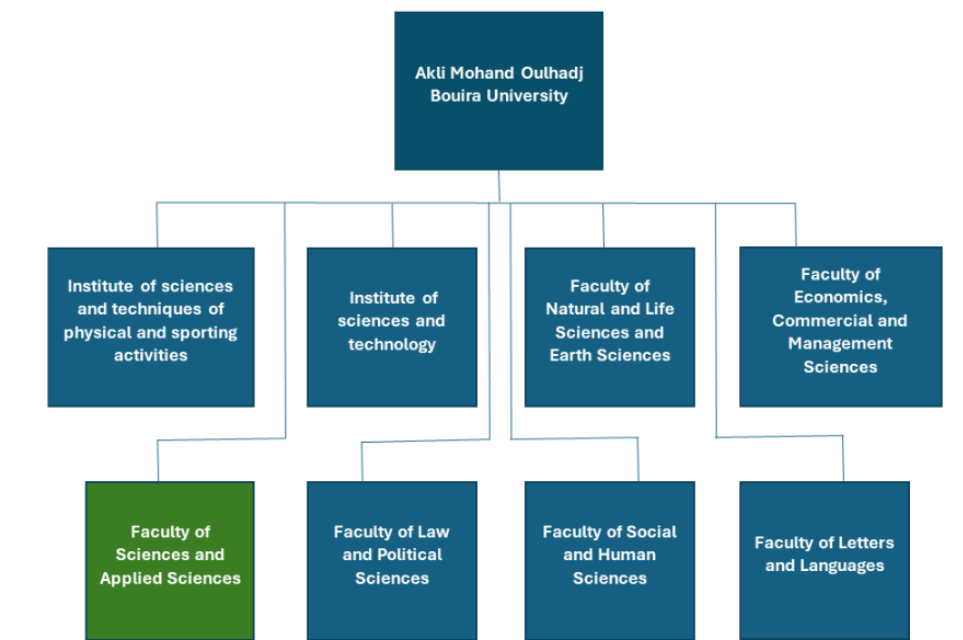 Akli Mohand Oulhadj
Bouira University
Institute of sciences
and techniques of
physical and sporting
activities
Institute of
sciences and
technology
Faculty of
Natural and Life
Sciences and
Earth Sciences
Faculty of
Economics,
Commercial and
Management
Sciences
Faculty of
Sciences and
Applied Sciences
Faculty of Law
and Political
Sciences
Faculty of Social
and Human
Sciences
Faculty of Letters
and Languages